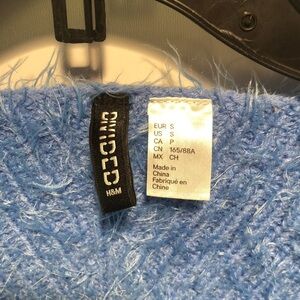 DIVIDED
H&M
EUR S
US S
CA P
CN 165/88A
MX CH
Made in
China
Fabriqué en
Chine